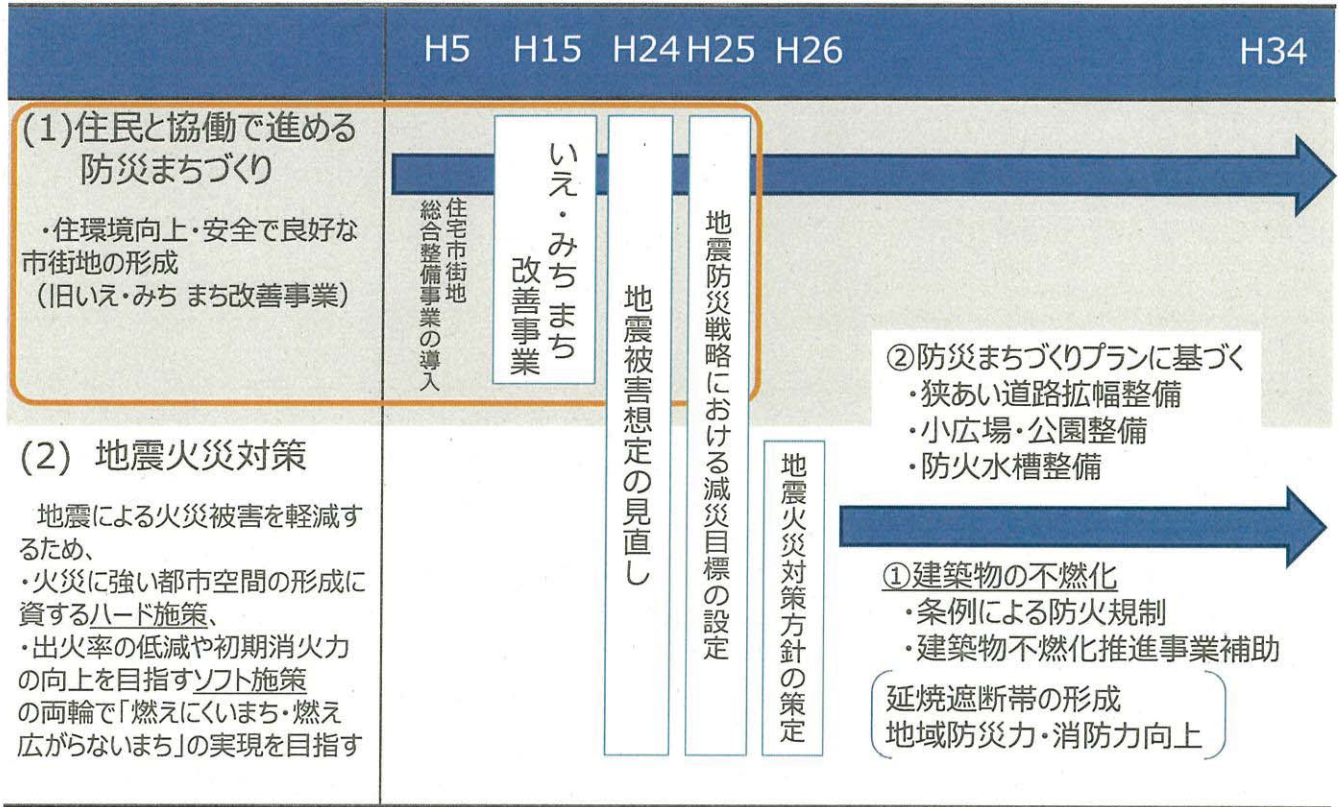 H5 H15 H24 H25 H26 H34
(1)住民と協働で進める
防災まちづくり
・住環境向上・安全で良好な
市街地の形成
（旧いえ・みち まち改善事業）
住宅市街地
総合整備事業の導入
いえ・みち まち
改善事業
地震被害想定の見直し
地震防災戦略における減災目標の設定
②防災まちづくりプランに基づく
・狭あい道路拡幅整備
・小広場・公園整備
・防火水槽整備
(2) 地震火災対策
地震による火災被害を軽減す
るため、
・火災に強い都市空間の形成に
資するハード施策、
・出火率の低減や初期消火力
の向上を目指すソフト施策
の両輪で「燃えにくいまち・燃え
広がらないまち」の実現を目指す
地震火災対策方針の策定
①建築物の不燃化
・条例による防火規制
・建築物不燃化推進事業補助
延焼遮断帯の形成
地域防災力・消防力向上